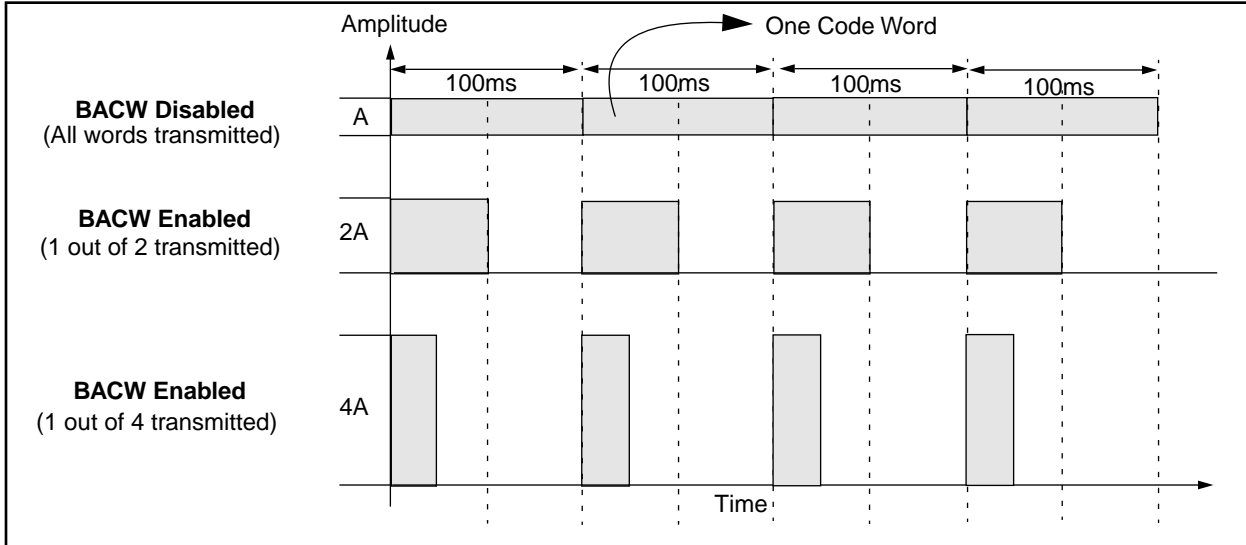 Amplitude
One Code Word
100ms
100ms
100ms
100ms
BACW Disabled
(All words transmitted)
A
BACW Enabled
(1 out of 2 transmitted)
2A
BACW Enabled
(1 out of 4 transmitted)
4A
Time